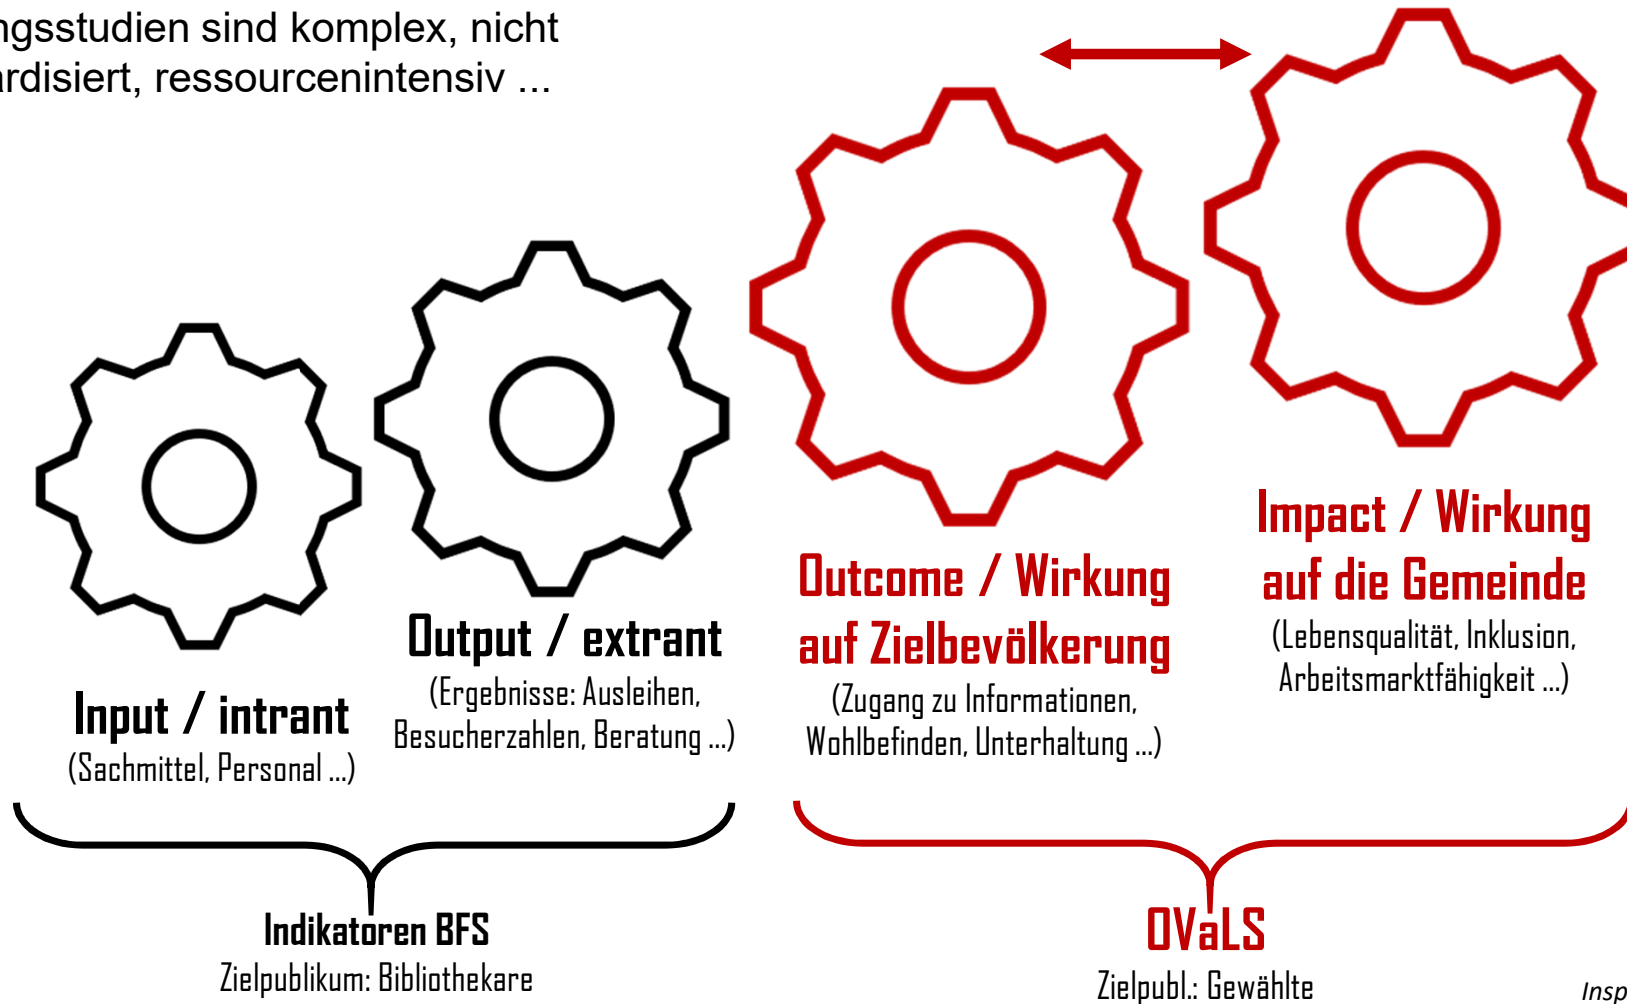 ngsstudien sind komplex, nicht
ardisiert, ressourcenintensiv ...
Input / intrant
(Sachmittel, Personal ...)
Output / extrant
(Ergebnisse: Ausleihen,
Besucherzahlen, Beratung ...)
Outcome / Wirkung
auf Zielbevölkerung
(Zugang zu Informationen,
Wohlbefinden, Unterhaltung ...)
Impact / Wirkung
auf die Gemeinde
(Lebensqualität, Inklusion,
Arbeitsmarktfähigkeit ...)
Indikatoren BFS
Zielpublikum: Bibliothekare
OVaLS
Zielpubl.: Gewählte
Insp